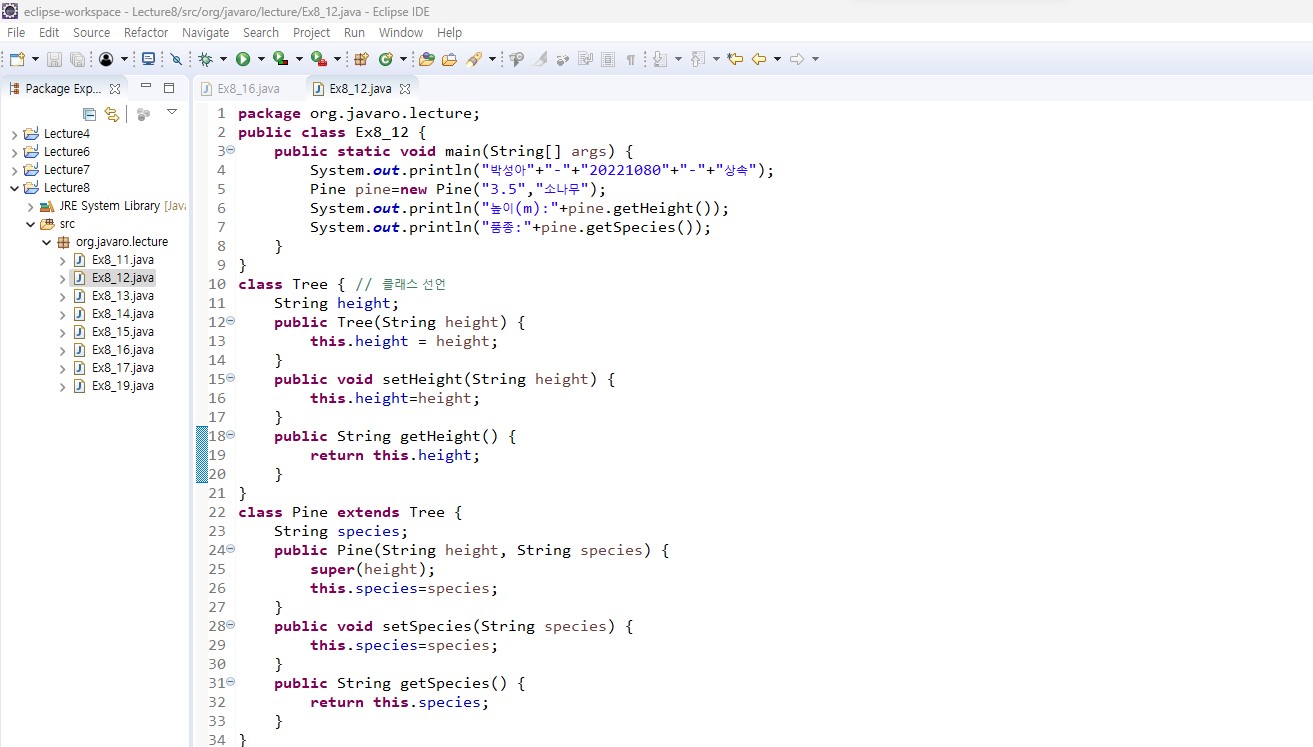 eclipse-workspace - Lecture8/src/org/javaro/lecture/Ex8_12.java - Eclipse IDE
File Edit Source Refactor Navigate Search Project Run Window Help
Package Exp...
Lecture4
Lecture6
Lecture7
Lecture8
JRE System Library [Java
src
org.javaro.lecture
Ex8_11.java
Ex8_12.java
Ex8_13.java
Ex8_14.java
Ex8_15.java
Ex8_16.java
Ex8_17.java
Ex8_19.java
Ex8_16.java Ex8_12.java
1 package org.javaro.lecture;
2 public class Ex8_12 {
3 public static void main(String[] args) {
4 System.out.println("박성아"+"-"+"20221080"+"-"+"상속");
5 Pine pine=new Pine("3.5","소나무");
6 System.out.println("높이(m):"+pine.getHeight());
7 System.out.println("품종:"+pine.getSpecies());
8 }
9 }
10 class Tree { // 클래스 선언
11 String height;
12 public Tree(String height) {
13 this.height = height;
14 }
15 public void setHeight(String height) {
16 this.height=height;
17 }
18 public String getHeight() {
19 return this.height;
20 }
21 }
22 class Pine extends Tree {
23 String species;
24 public Pine(String height, String species) {
25 super(height);
26 this.species=species;
27 }
28 public void setSpecies(String species) {
29 this.species=species;
30 }
31 public String getSpecies() {
32 return this.species;
33 }
34 }